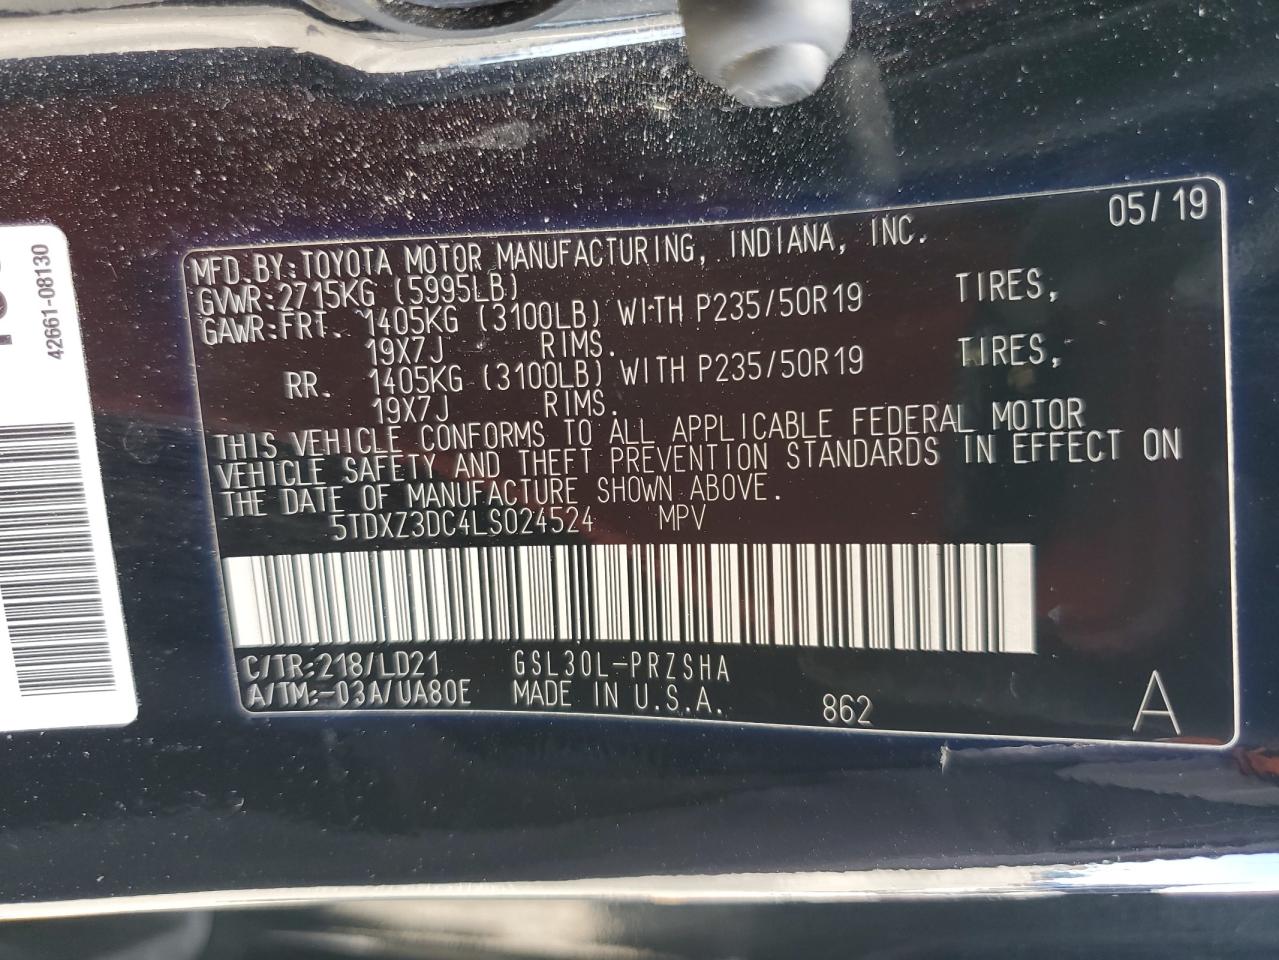 42661-08130
05/19
MFD.BY:TOYOTA MOTOR MANUFACTURING, INDIANA, INC.
GVWR:2715KG (5995LB)
GAWR:FRT. 1405KG (3100LB) WITH P235/50R19 TIRES,
19X7J RIMS.
RR. 1405KG (3100LB) WITH P235/50R19 TIRES,
19X7J RIMS.
THIS VEHICLE CONFORMS TO ALL APPLICABLE FEDERAL MOTOR
VEHICLE SAFETY AND THEFT PREVENTION STANDARDS IN EFFECT ON
THE DATE OF MANUFACTURE SHOWN ABOVE.
5TDXZ3DC4LS024524 MPV
C/TR:218/LD21 GSL30L-PRZSHA
A/TM:-03A/UA80E MADE IN U.S.A. 862 A